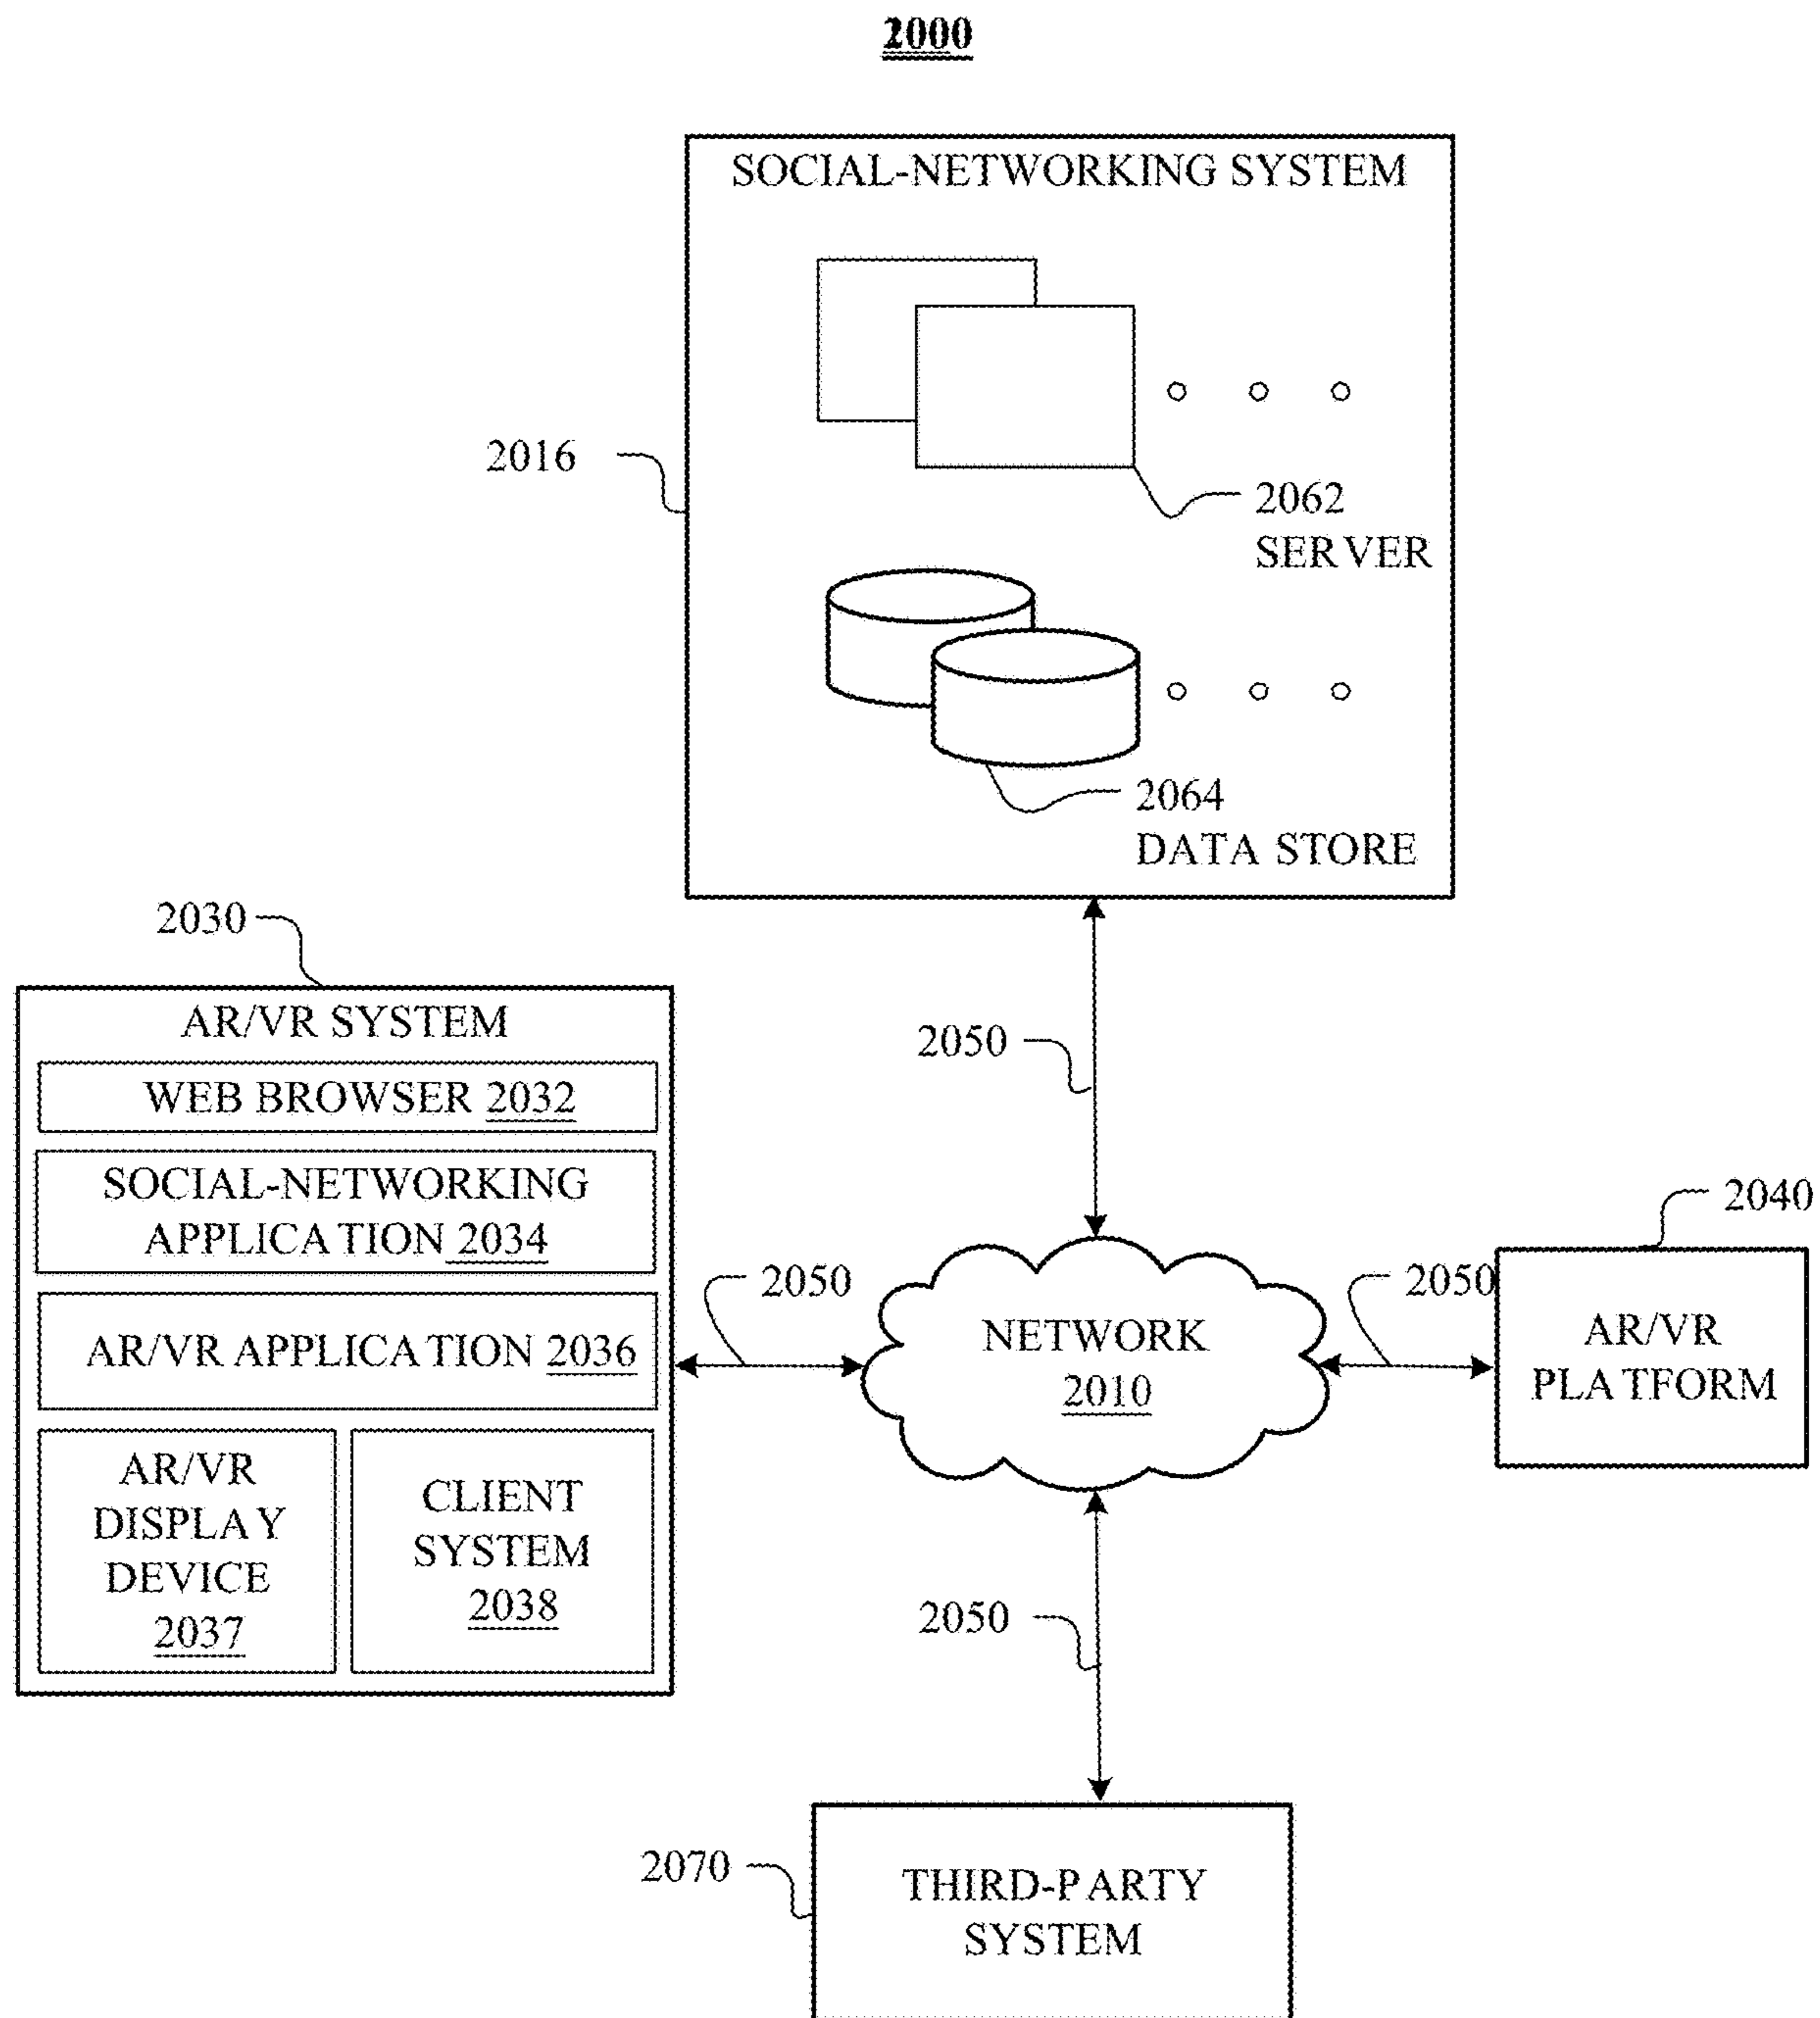 2000
SOCIAL-NETWORKING SYSTEM
2016
2062
SERVER
2064
DATA STORE
2030
AR/VR SYSTEM
WEB BROWSER 2032
SOCIAL-NETWORKING
APPLICATION 2034
AR/VR APPLICATION 2036
AR/VR
DISPLAY
DEVICE
2037
CLIENT
SYSTEM
2038
2050
2050
NETWORK
2010
2050
2040
AR/VR
PLATFORM
2050
2070
THIRD-PARTY
SYSTEM